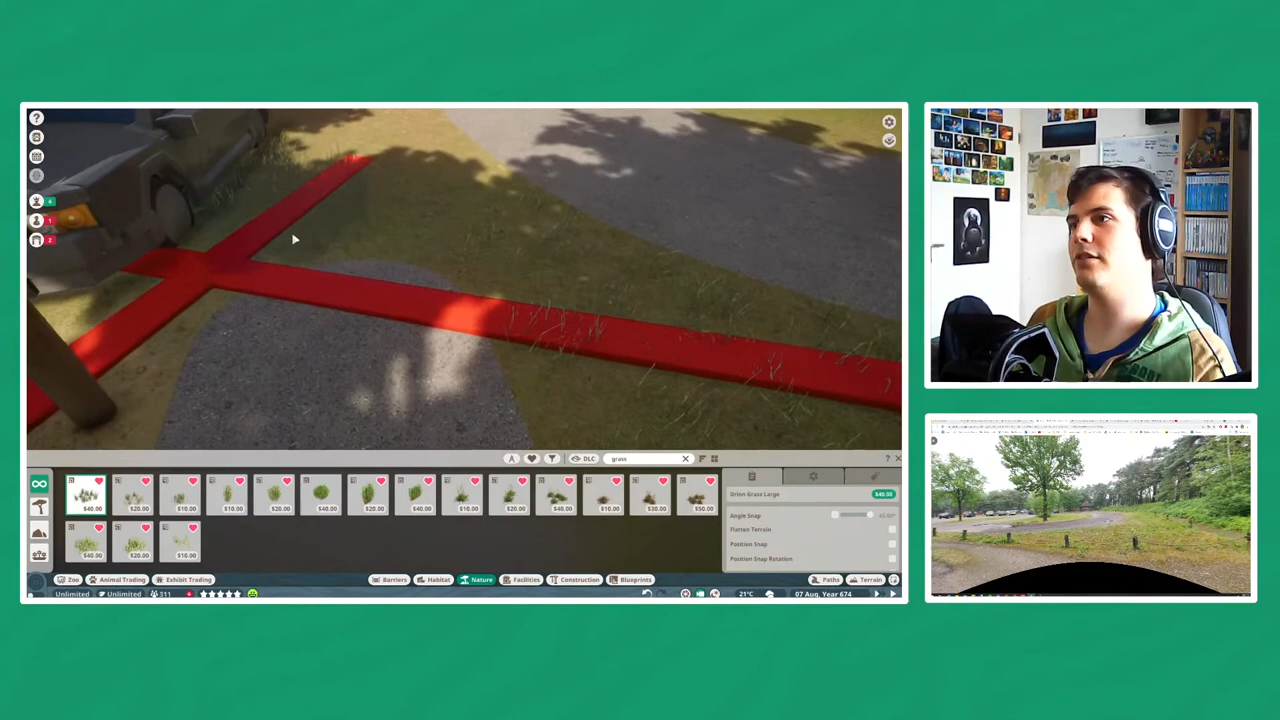 ?
4
1
2
A
DLC
grass
?
$40.00
$20.00
$10.00
$10.00
$20.00
$40.00
$20.00
$40.00
$10.00
$20.00
$40.00
$10.00
$30.00
$50.00
$40.00
$20.00
$10.00
$40.00
Angle Snap
Flatten Terrain
Position Snap
Position Snap Rotation
Zoo
Animal Trading
Exhibit Trading
Barriers
Habitat
Nature
Facilities
Construction
Blueprints
Paths
Terrain
Unlimited
Unlimited
311
21°C
07 Aug, Year 674